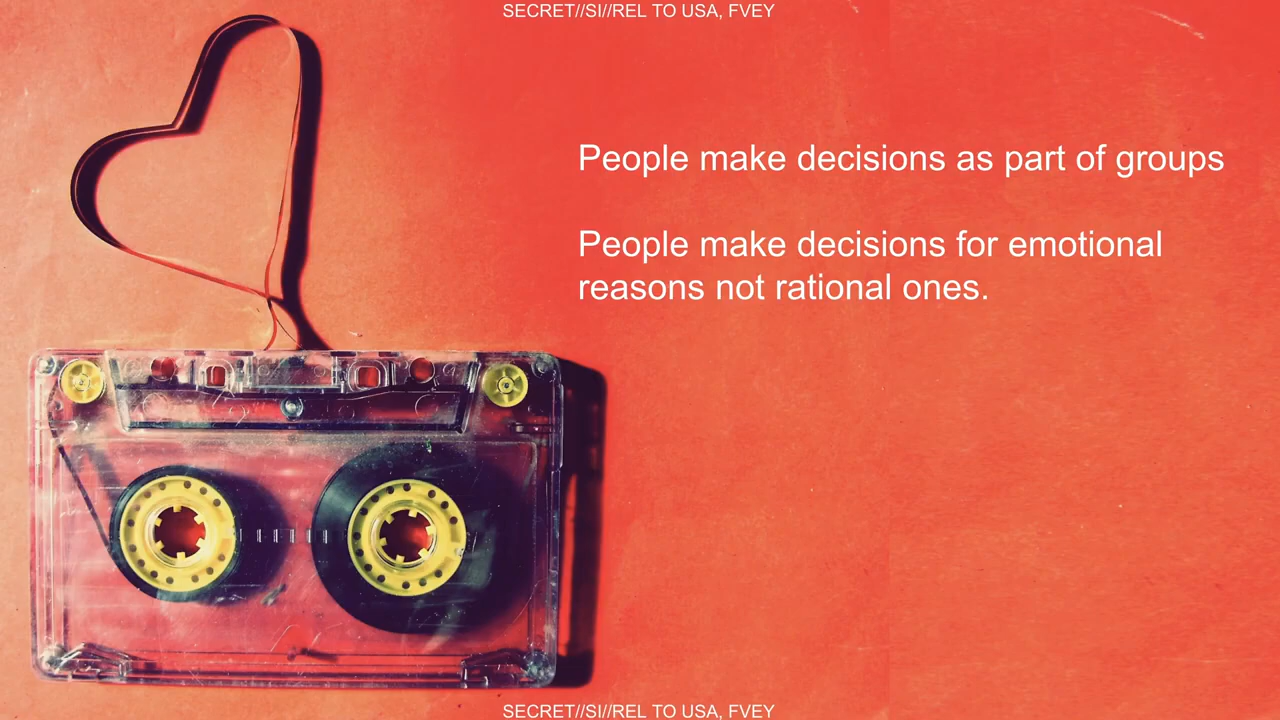 SECRET//SI//REL TO USA, FVEY
People make decisions as part of groups
People make decisions for emotional
reasons not rational ones.
SECRET//SI//REL TO USA, FVEY